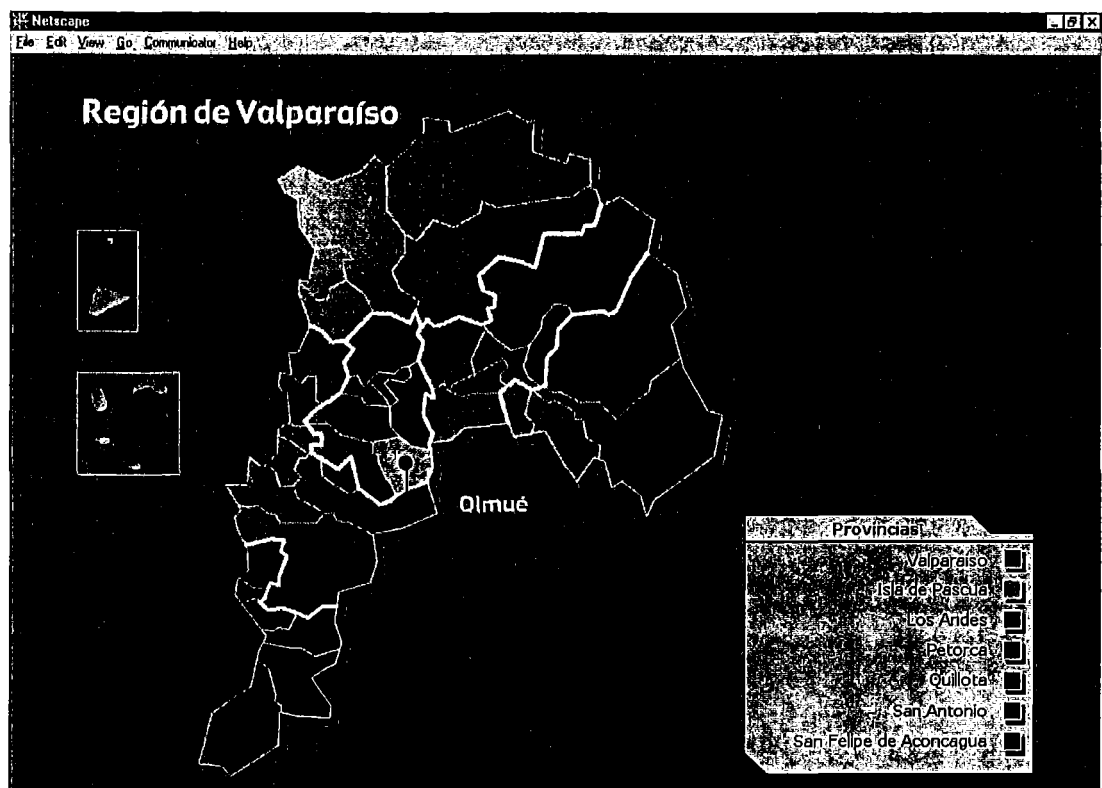 Netscape
File Edit View Go Communicator Help
Región de Valparaíso
Olmué
Provincias
Valparaíso
Isla de Pascua
Los Andes
Petorca
Quillota
San Antonio
San Felipe de Aconcagua